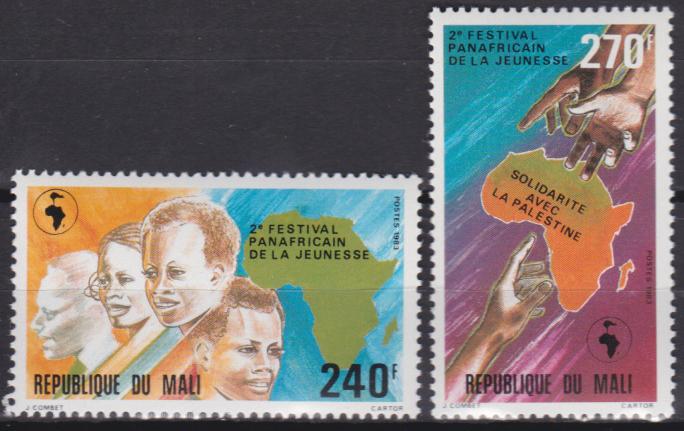 2e FESTIVAL
PANAFRICAIN
DE LA JEUNESSE
POSTES 1983
REPUBLIQUE DU MALI
240F
J. COMBET
CARTOR
2e FESTIVAL
PANAFRICAIN
DE LA JEUNESSE
270F
SOLIDARITE
AVEC
LA PALESTINE
POSTES 1983
REPUBLIQUE DU MALI
J. COMBET
CARTOR